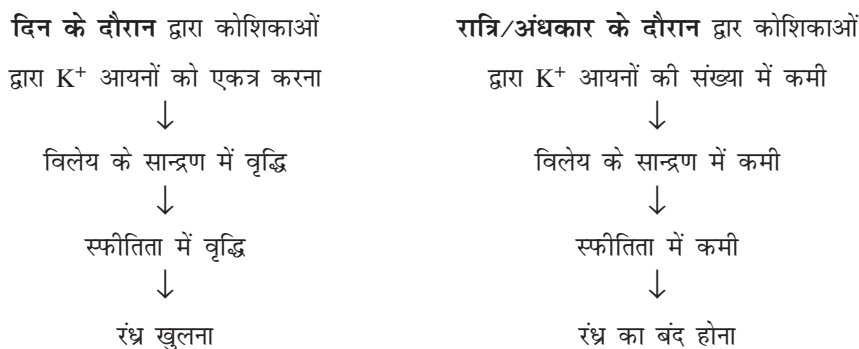 दिन के दौरान द्वारा कोशिकाओं
द्वारा K⁺ आयनों को एकत्र करना
↓
विलेय के सान्द्रण में वृद्धि
↓
स्फीतिता में वृद्धि
↓
रंध्र खुलना
रात्रि/अंधकार के दौरान द्वार कोशिकाओं
द्वारा K⁺ आयनों की संख्या में कमी
↓
विलेय के सान्द्रण में कमी
↓
स्फीतिता में कमी
↓
रंध्र का बंद होना